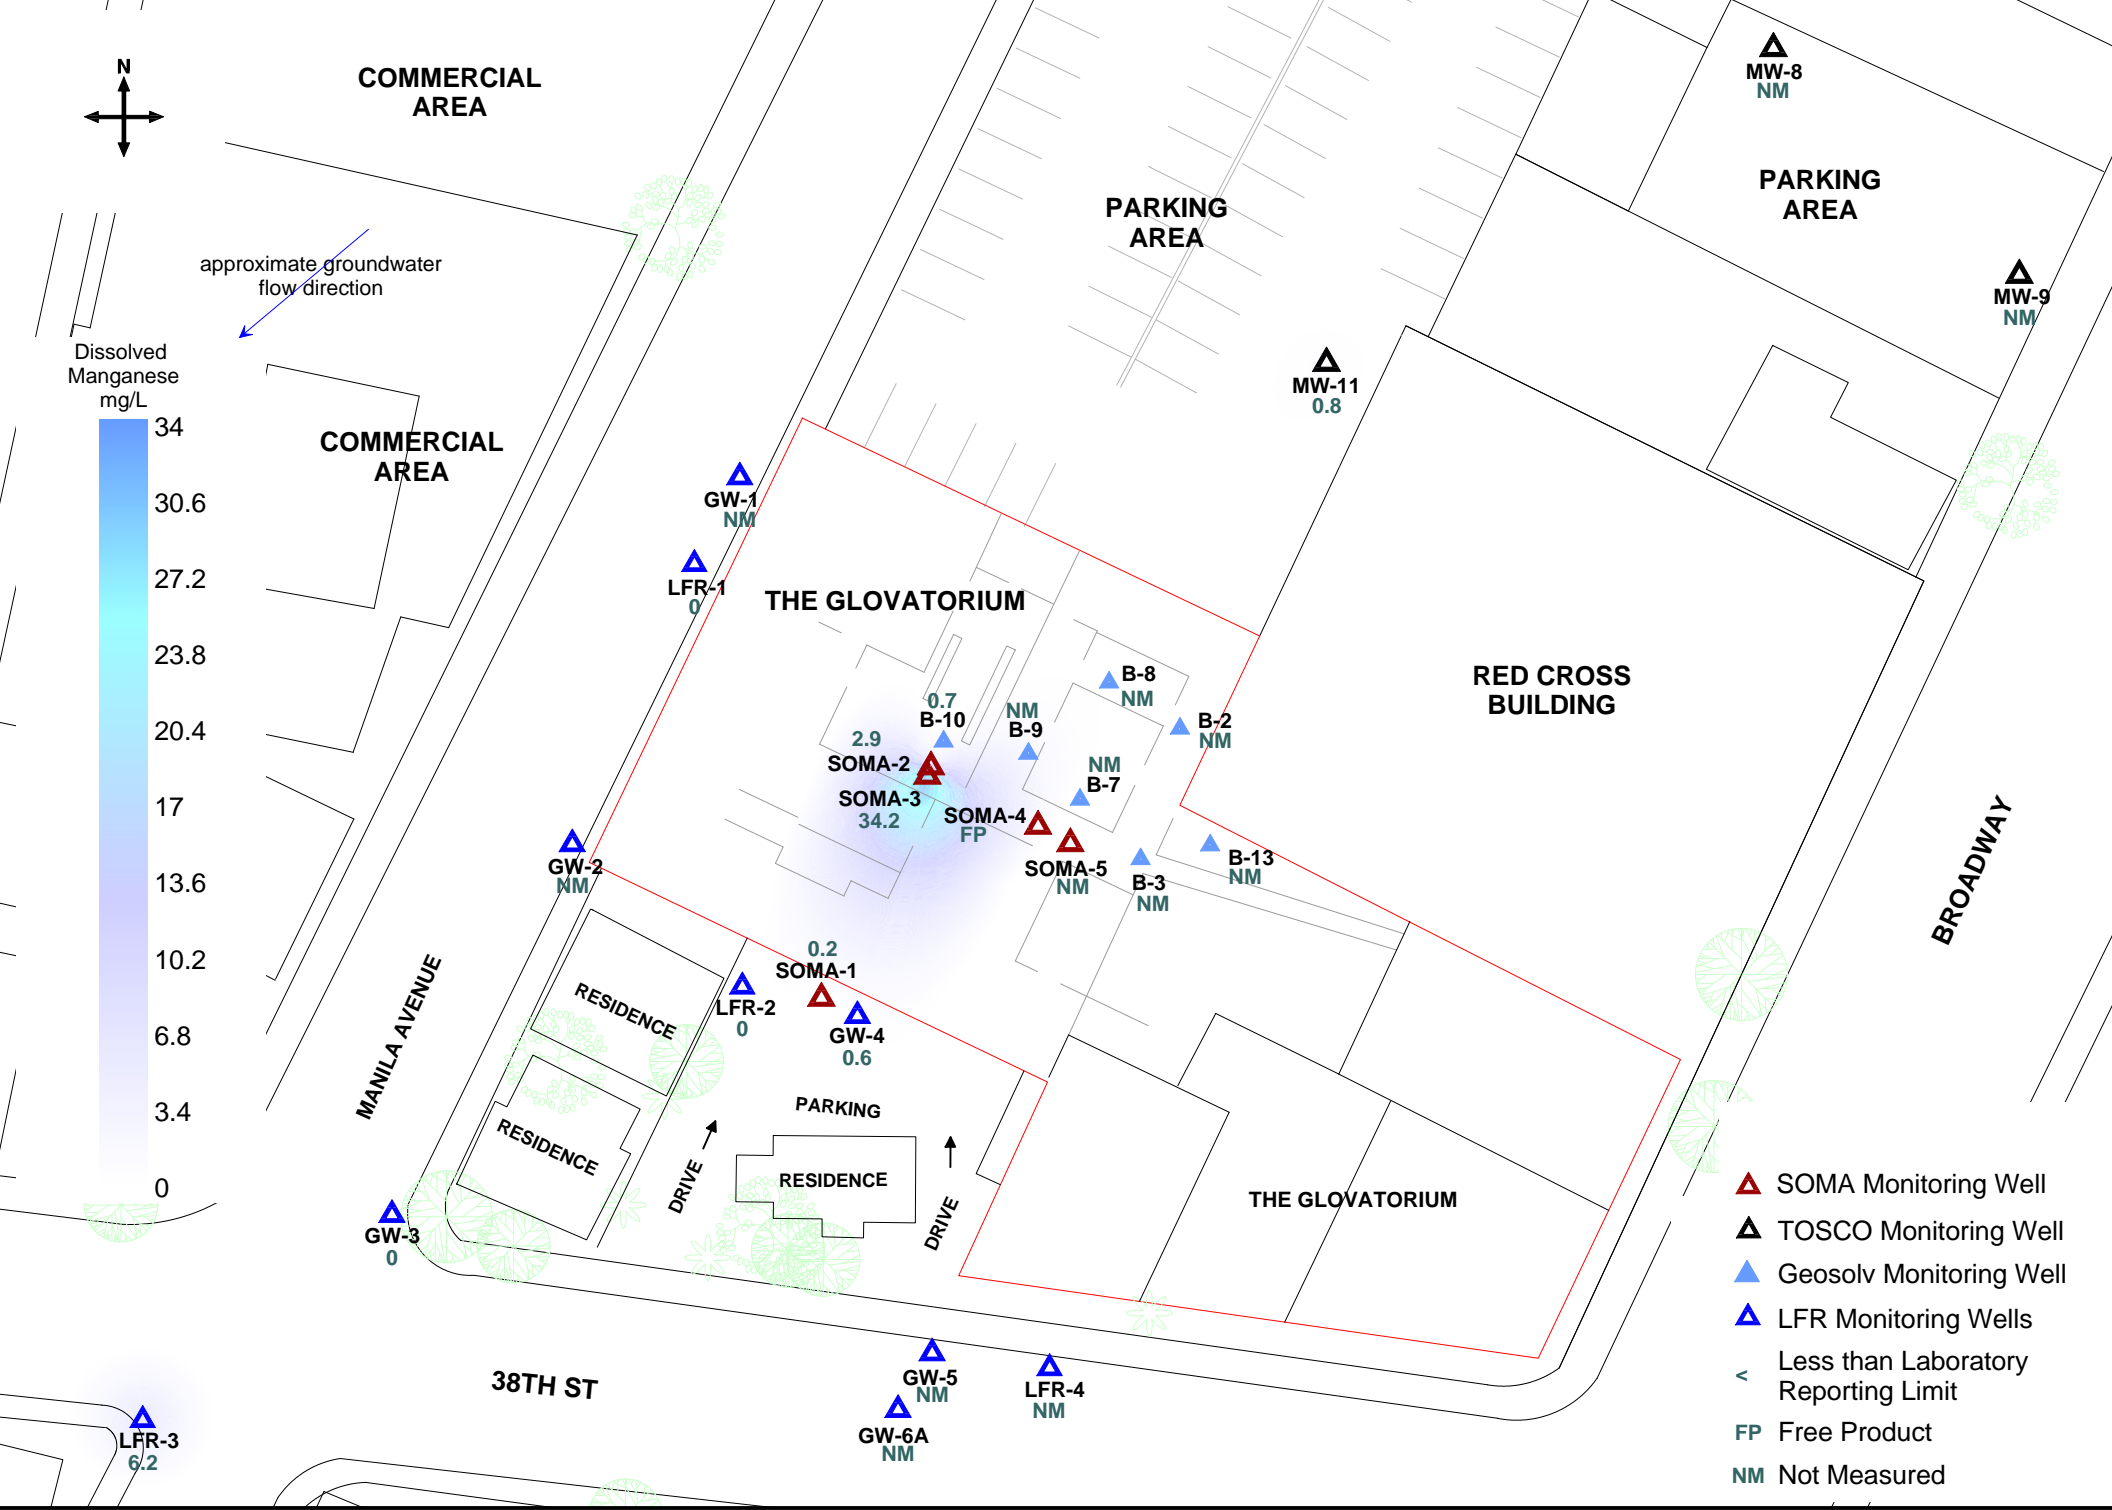 N
COMMERCIAL
AREA
MW-8
NM
PARKING
AREA
PARKING
AREA
approximate groundwater
flow direction
MW-9
NM
Dissolved
Manganese
mg/L
34
30.6
27.2
23.8
20.4
17
13.6
10.2
6.8
3.4
0
MW-11
0.8
COMMERCIAL
AREA
GW-1
NM
LFR-1
0
THE GLOVATORIUM
RED CROSS
BUILDING
B-8
NM
0.7
B-10
NM
B-9
B-2
NM
2.9
SOMA-2
NM
B-7
SOMA-3
34.2
SOMA-4
FP
SOMA-5
NM
B-13
NM
B-3
NM
GW-2
NM
BROADWAY
0.2
SOMA-1
MANILA AVENUE
RESIDENCE
LFR-2
0
GW-4
0.6
PARKING
RESIDENCE
DRIVE
RESIDENCE
DRIVE
THE GLOVATORIUM
GW-3
0
38TH ST
GW-5
NM
LFR-4
NM
GW-6A
NM
LFR-3
6.2
SOMA Monitoring Well
TOSCO Monitoring Well
Geosolv Monitoring Well
LFR Monitoring Wells
< Less than Laboratory
Reporting Limit
FP Free Product
NM Not Measured